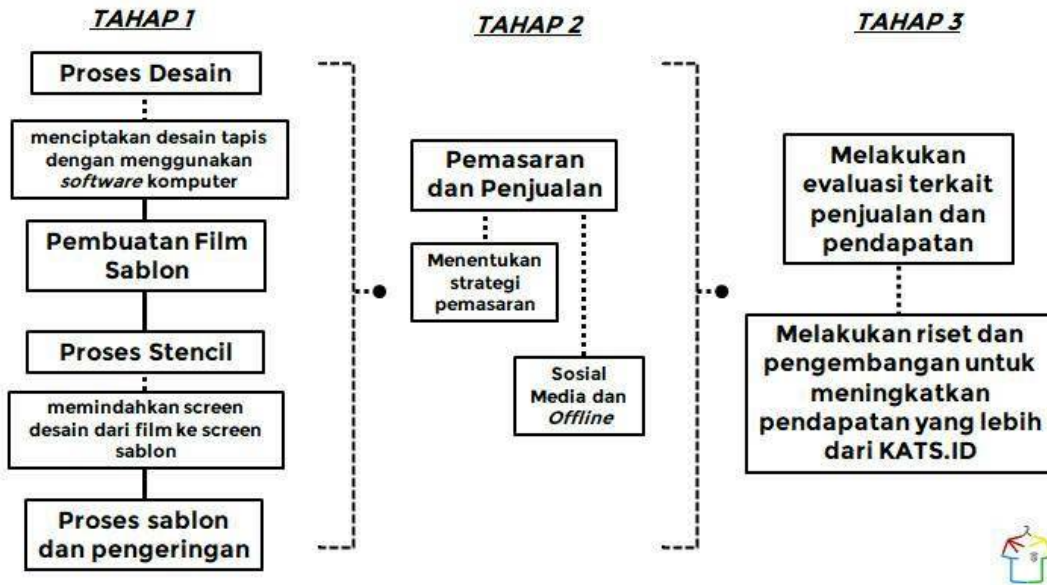 TAHAP 1
Proses Desain
menciptakan desain tapis
dengan menggunakan
software komputer
Pembuatan Film
Sablon
Proses Stencil
memindahkan screen
desain dari film ke screen
sablon
Proses sablon
dan pengeringan
TAHAP 2
Pemasaran
dan Penjualan
Menentukan
strategi
pemasaran
Sosial
Media dan
Offline
TAHAP 3
Melakukan
evaluasi terkait
penjualan dan
pendapatan
Melakukan riset dan
pengembangan untuk
meningkatkan
pendapatan yang lebih
dari KATS.ID